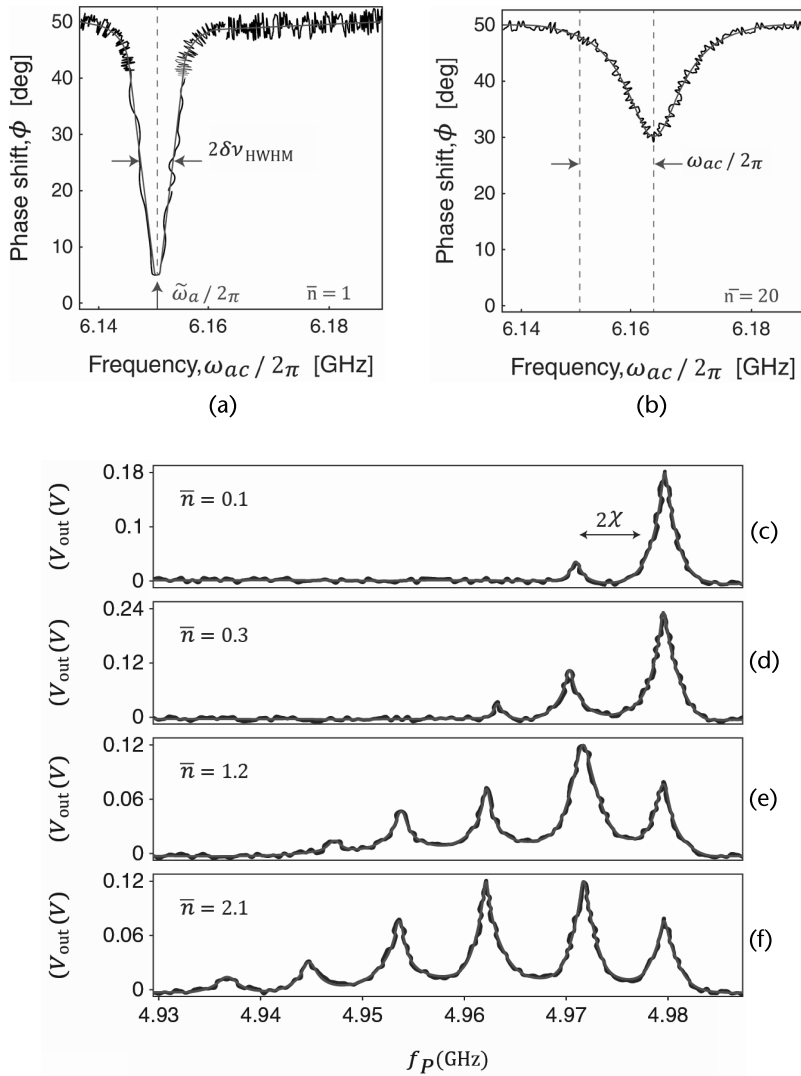 (a)
Phase shift,ϕ [deg]
50
40
30
20
10
0
2δν_HWHM
ω̃_a/2π
n̄ = 1
6.14 6.16 6.18
Frequency,ω_ac/2π [GHz]
(a)
(b)
Phase shift,ϕ [deg]
50
40
30
20
10
0
ω_ac/2π
n̄ = 20
6.14 6.16 6.18
Frequency,ω_ac/2π [GHz]
(b)
(V_out(V)
0.18
0.1
0
n̄ = 0.1
2χ
(c)
(V_out(V)
0.24
0.12
0
n̄ = 0.3
(d)
(V_out(V)
0.12
0.06
0
n̄ = 1.2
(e)
(V_out(V)
0.12
0.06
0
n̄ = 2.1
(f)
4.93 4.94 4.95 4.96 4.97 4.98
f_P(GHz)